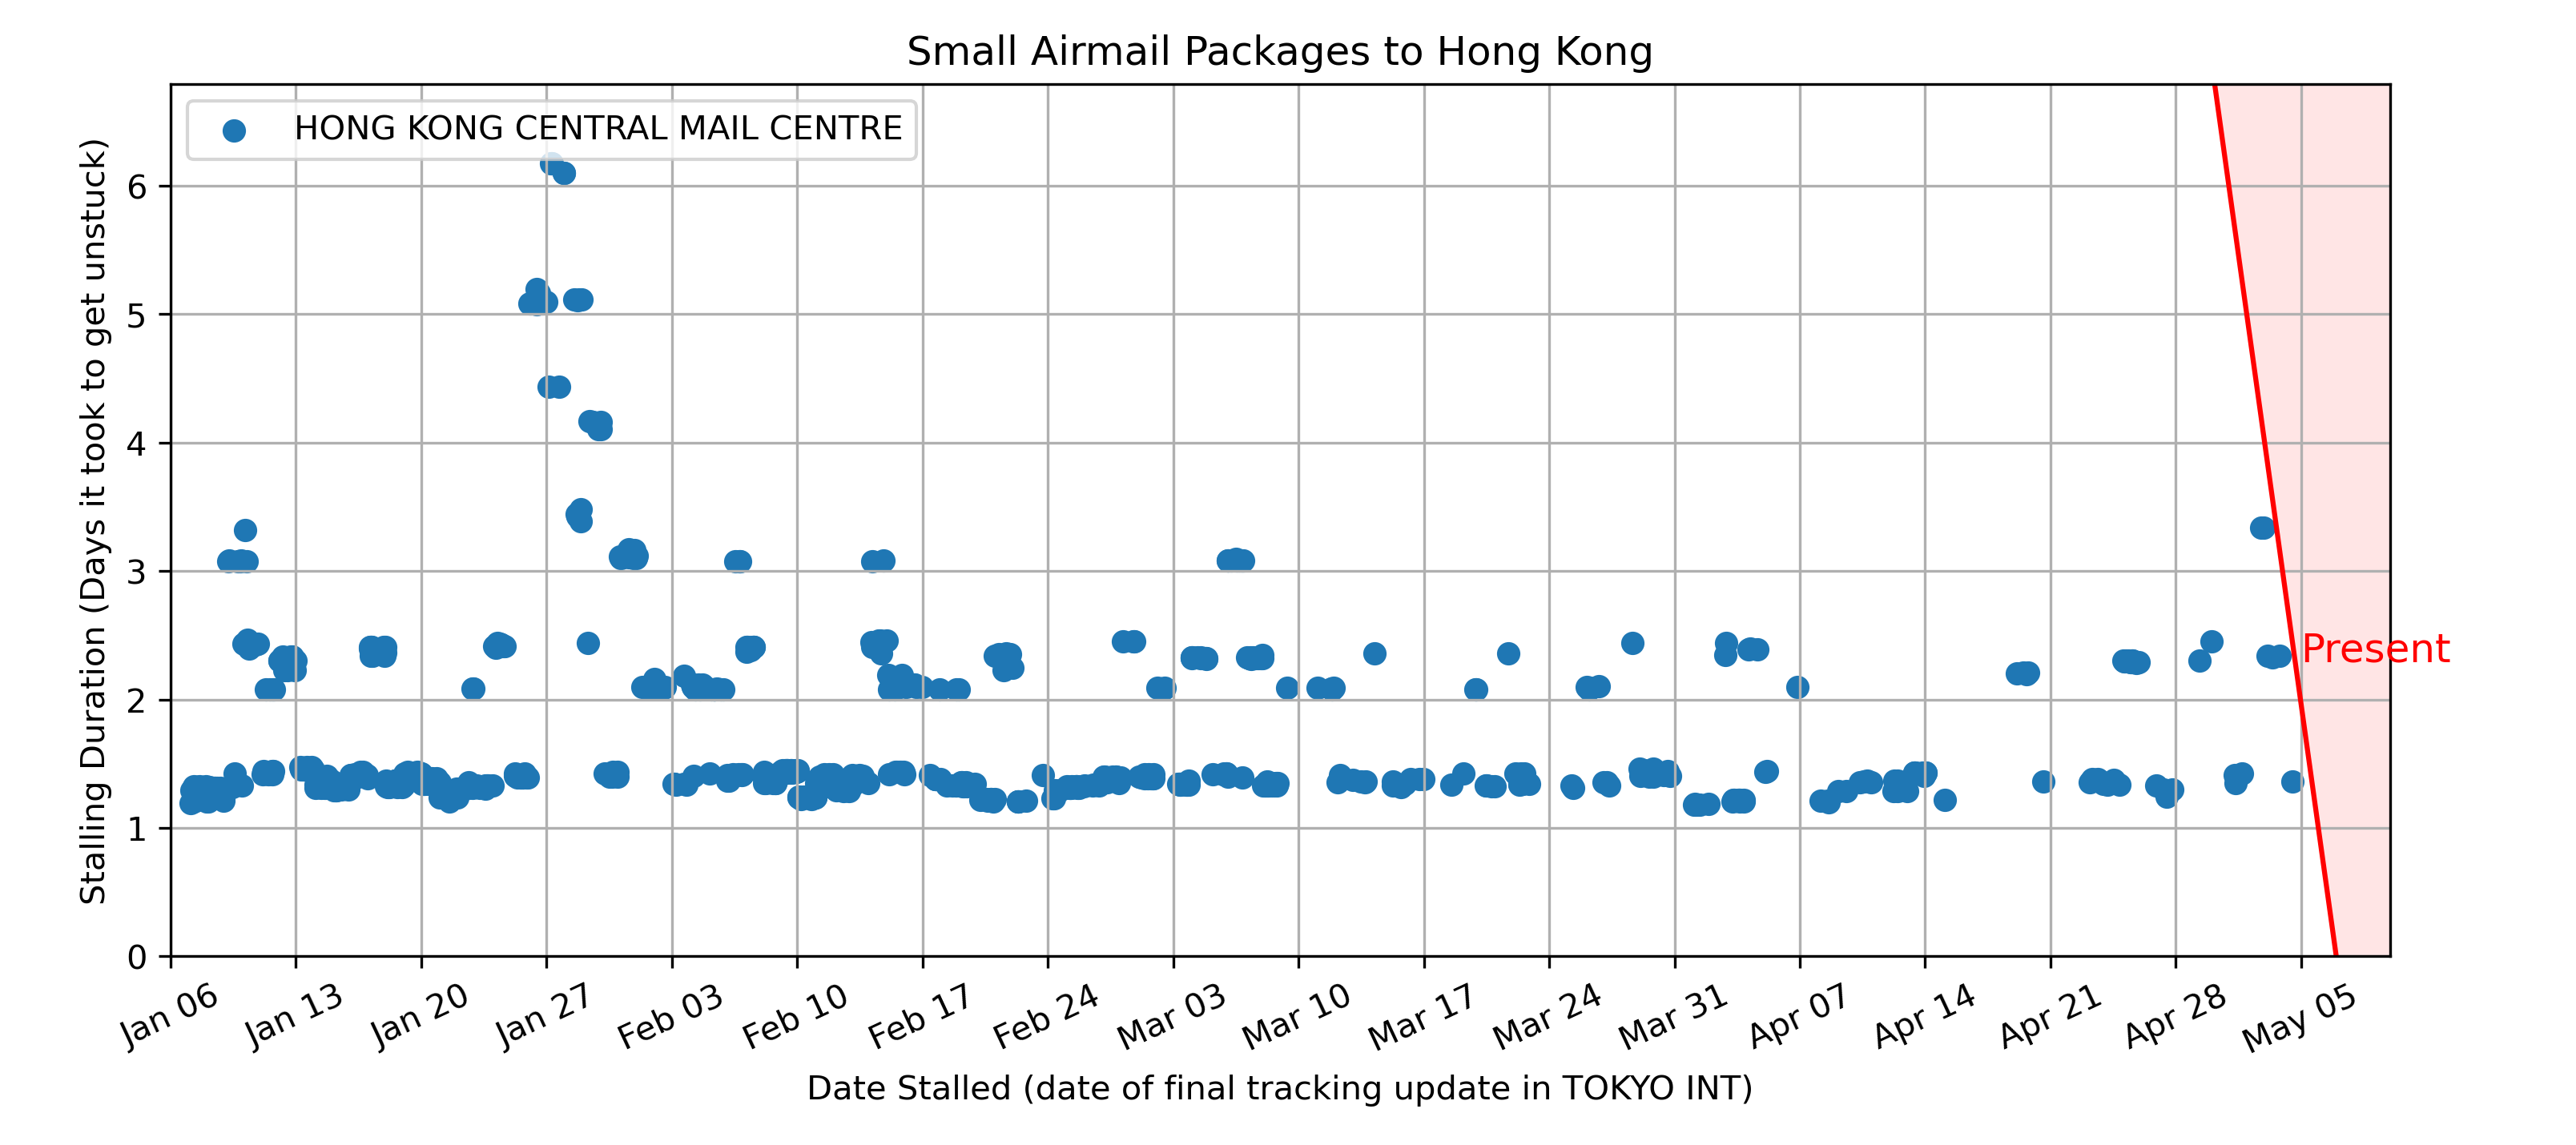 Small Airmail Packages to Hong Kong
HONG KONG CENTRAL MAIL CENTRE
Stalling Duration (Days it took to get unstuck)
6
5
4
3
2
1
0
Present
Jan 06 Jan 13 Jan 20 Jan 27 Feb 03 Feb 10 Feb 17 Feb 24 Mar 03 Mar 10 Mar 17 Mar 24 Mar 31 Apr 07 Apr 14 Apr 21 Apr 28 May 05
Date Stalled (date of final tracking update in TOKYO INT)